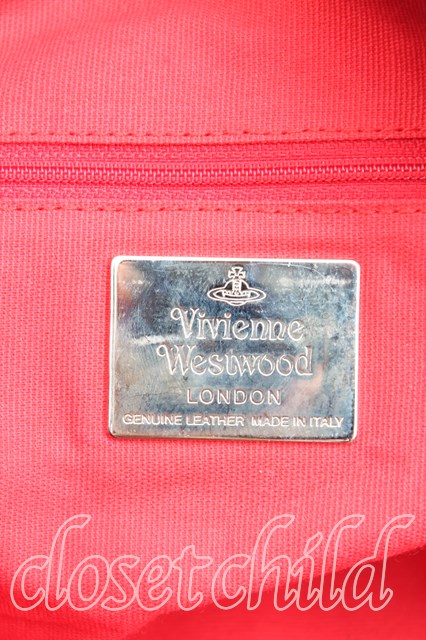 Vivienne
Westwood
LONDON
GENUINE LEATHER MADE IN ITALY
closetchild